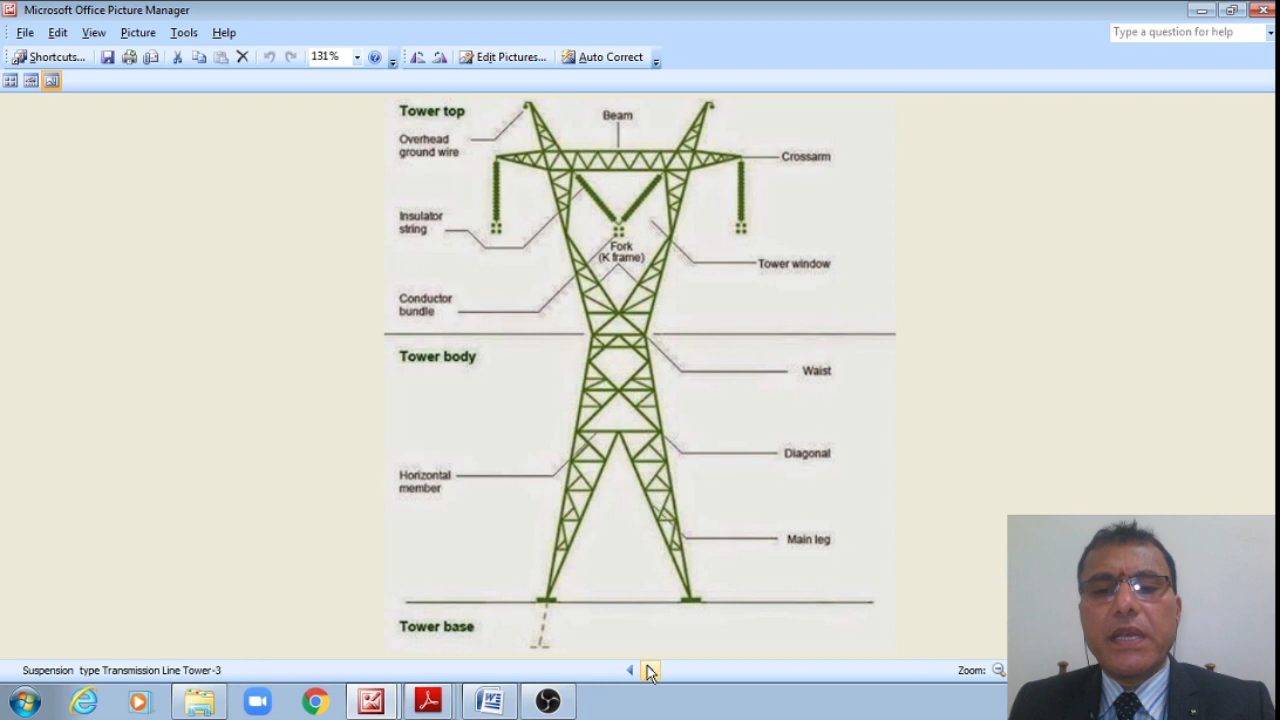 Microsoft Office Picture Manager
File Edit View Picture Tools Help
Type a question for help
Shortcuts... 131% Edit Pictures... Auto Correct
Tower top
Beam
Overhead
ground wire
Crossarm
Insulator
string
Fork
(K frame)
Tower window
Conductor
bundle
Tower body
Waist
Diagonal
Horizontal
member
Main leg
Tower base
Suspension type Transmission Line Tower-3
Zoom: